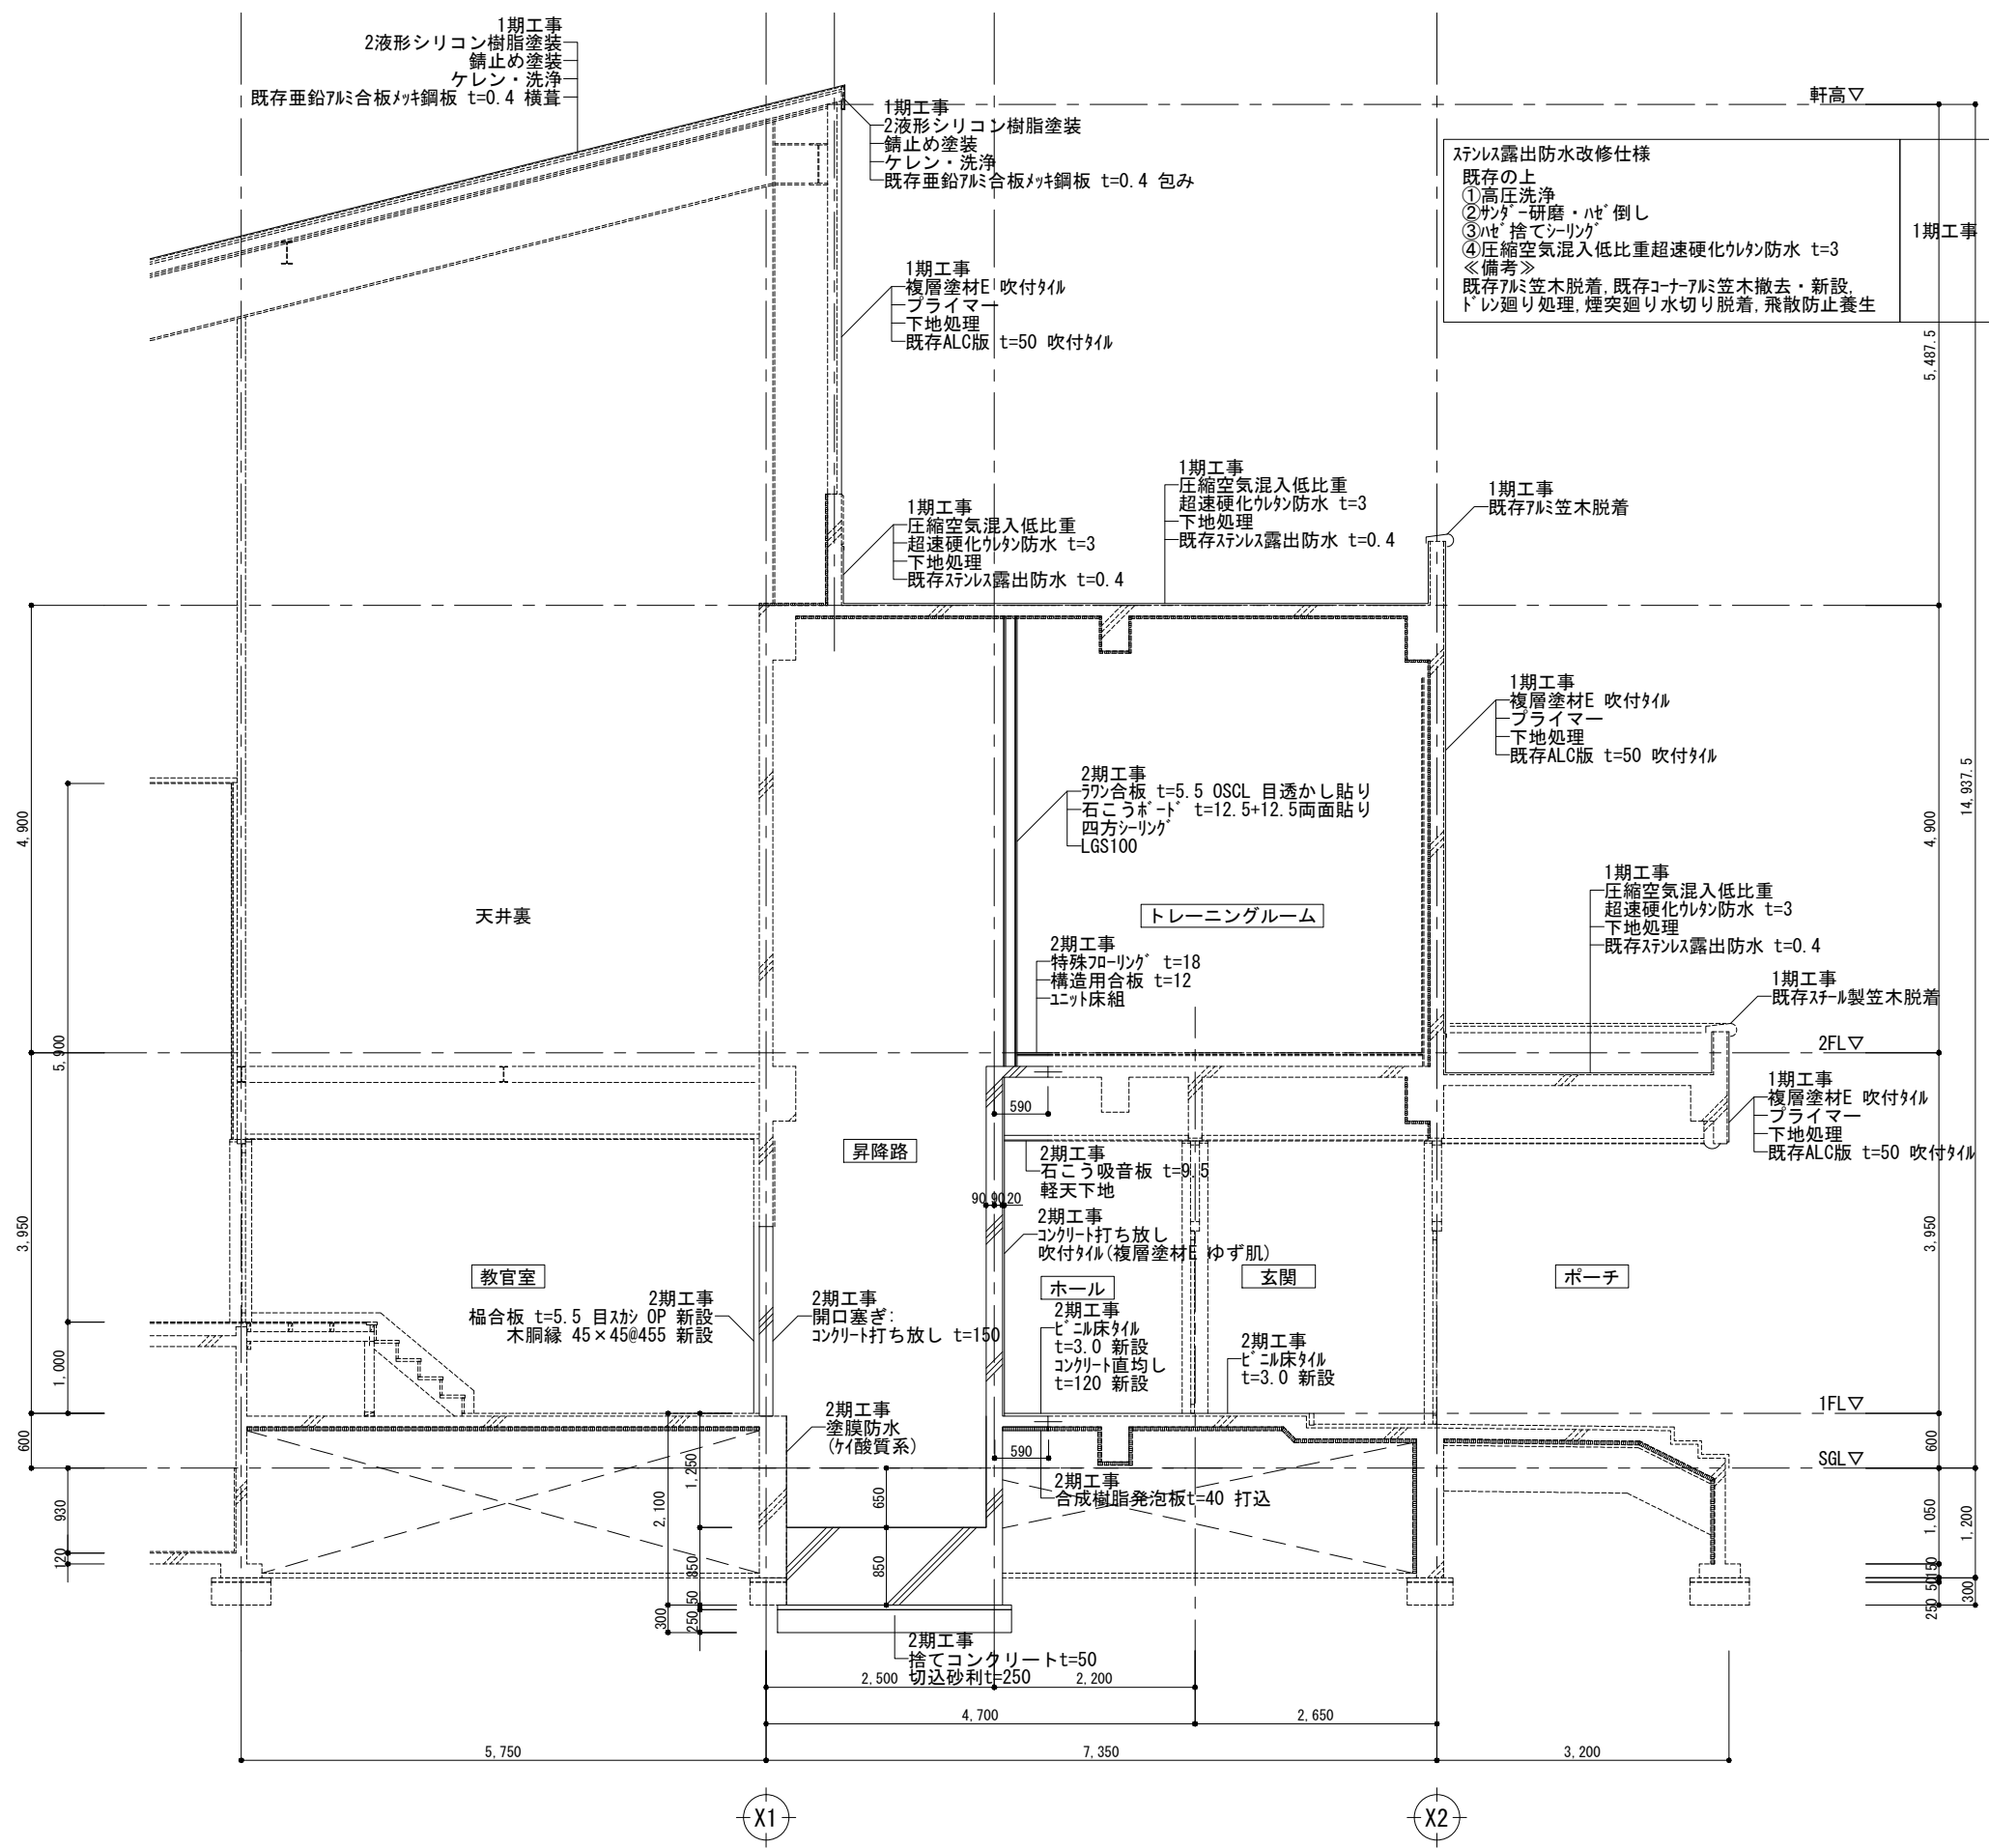 1期工事
2液形シリコン樹脂塗装
錆止め塗装
ケレン・洗浄
既存亜鉛ｱﾙﾐ合板ﾒｯｷ鋼板 t=0.4 横葺
1期工事
2液形シリコン樹脂塗装
錆止め塗装
ケレン・洗浄
既存亜鉛ｱﾙﾐ合板ﾒｯｷ鋼板 t=0.4 包み
軒高▽
ｽﾃﾝﾚｽ露出防水改修仕様
既存の上
①高圧洗浄
②ｻﾝﾀﾞｰ研磨・ﾊｾﾞ倒し
③ﾊｾﾞ捨てｼｰﾘﾝｸﾞ
④圧縮空気混入低比重超速硬化ｳﾚﾀﾝ防水 t=3
≪備考≫
既存ｱﾙﾐ笠木脱着,既存ｺｰﾅｰｱﾙﾐ笠木撤去・新設,
ﾄﾞﾚﾝ廻り処理,煙突廻り水切り脱着,飛散防止養生
1期工事
1期工事
複層塗材E 吹付ﾀｲﾙ
プライマー
下地処理
既存ALC版 t=50 吹付ﾀｲﾙ
1期工事
圧縮空気混入低比重
超速硬化ｳﾚﾀﾝ防水 t=3
下地処理
既存ｽﾃﾝﾚｽ露出防水 t=0.4
1期工事
圧縮空気混入低比重
超速硬化ｳﾚﾀﾝ防水 t=3
下地処理
既存ｽﾃﾝﾚｽ露出防水 t=0.4
1期工事
既存ｱﾙﾐ笠木脱着
5,487.5
14,937.5
1期工事
複層塗材E 吹付ﾀｲﾙ
プライマー
下地処理
既存ALC版 t=50 吹付ﾀｲﾙ
2期工事
ﾗﾜﾝ合板 t=5.5 OSCL 目透かし貼り
石こうﾎﾞｰﾄﾞ t=12.5+12.5両面貼り
四方ｼｰﾘﾝｸﾞ
LGS100
4,900
5,900
4,900
天井裏
トレーニングルーム
2期工事
特殊ﾌﾛｰﾘﾝｸﾞ t=18
構造用合板 t=12
ﾕﾆｯﾄ床組
1期工事
圧縮空気混入低比重
超速硬化ｳﾚﾀﾝ防水 t=3
下地処理
既存ｽﾃﾝﾚｽ露出防水 t=0.4
1期工事
既存ｽﾁｰﾙ製笠木脱着
2FL▽
1期工事
複層塗材E 吹付ﾀｲﾙ
プライマー
下地処理
既存ALC版 t=50 吹付ﾀｲﾙ
590
昇降路
2期工事
石こう吸音板 t=9.5
軽天下地
90 90 20
2期工事
ｺﾝｸﾘｰﾄ打ち放し
吹付ﾀｲﾙ(複層塗材E ゆず肌)
3,950
3,950
教官室
ホール
玄関
ポーチ
2期工事
榀合板 t=5.5 目ｽｶｼ OP 新設
木胴縁 45×45@455 新設
2期工事
開口塞ぎ:
ｺﾝｸﾘｰﾄ打ち放し t=150
2期工事
ﾋﾞﾆﾙ床ﾀｲﾙ
t=3.0 新設
ｺﾝｸﾘｰﾄ直均し
t=120 新設
2期工事
ﾋﾞﾆﾙ床ﾀｲﾙ
t=3.0 新設
1,000
1FL▽
600
600
SGL▽
2期工事
塗膜防水
(ｹｲ酸質系)
590
2期工事
合成樹脂発泡板t=40 打込
930
120
2,100
300
1,250
850
50
250
650
850
1,050
150
50
250
1,200
300
2期工事
捨てコンクリートt=50
切込砂利t=250
2,500
2,200
4,700
2,650
5,750
7,350
3,200
X1
X2